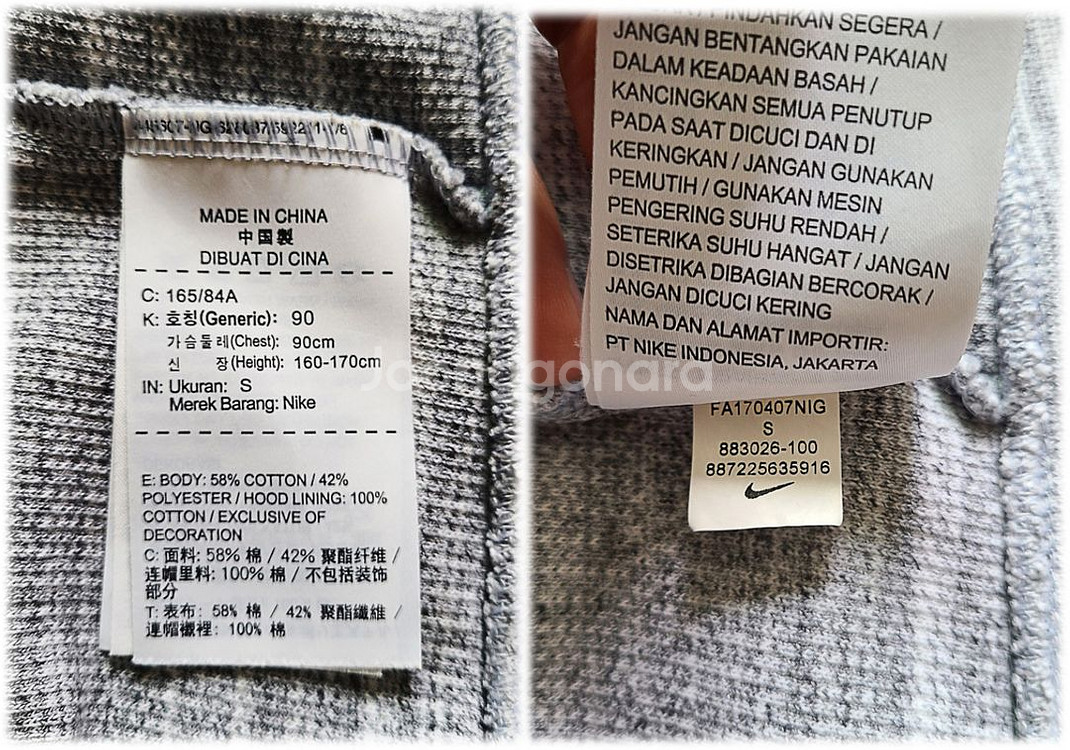 MADE IN CHINA
中国製
DIBUAT DI CINA
C: 165/84A
K: 호칭(Generic): 90
가슴둘레(Chest): 90cm
신 장(Height): 160-170cm
IN: Ukuran: S
Merek Barang: Nike
E: BODY: 58% COTTON / 42%
POLYESTER / HOOD LINING: 100%
COTTON / EXCLUSIVE OF
DECORATION
C: 面料: 58% 棉 / 42% 聚酯纤维 /
连帽里料: 100% 棉 / 不包括装饰
部分
T: 表布: 58% 棉 / 42% 聚酯纖維 /
連帽襯裡: 100% 棉
PINDAHKAN SEGERA /
JANGAN BENTANGKAN PAKAIAN
DALAM KEADAAN BASAH /
KANCINGKAN SEMUA PENUTUP
PADA SAAT DICUCI DAN DI
KERINGKAN / JANGAN GUNAKAN
PEMUTIH / GUNAKAN MESIN
PENGERING SUHU RENDAH /
SETERIKA SUHU HANGAT / JANGAN
DISETRIKA DIBAGIAN BERCORAK /
JANGAN DICUCI KERING
NAMA DAN ALAMAT IMPORTIR:
PT NIKE INDONESIA, JAKARTA
FA170407NIG
S
883026-100
887225635916